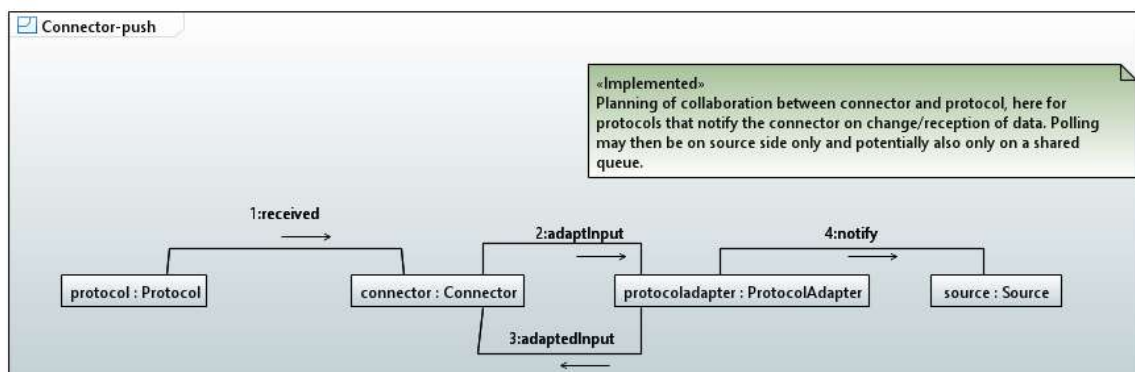 Connector-push
«Implemented»
Planning of collaboration between connector and protocol, here for
protocols that notify the connector on change/reception of data. Polling
may then be on source side only and potentially also only on a shared
queue.
1:received
2:adaptInput
4:notify
protocol : Protocol
connector : Connector
protocoladapter : ProtocolAdapter
source : Source
3:adaptedInput